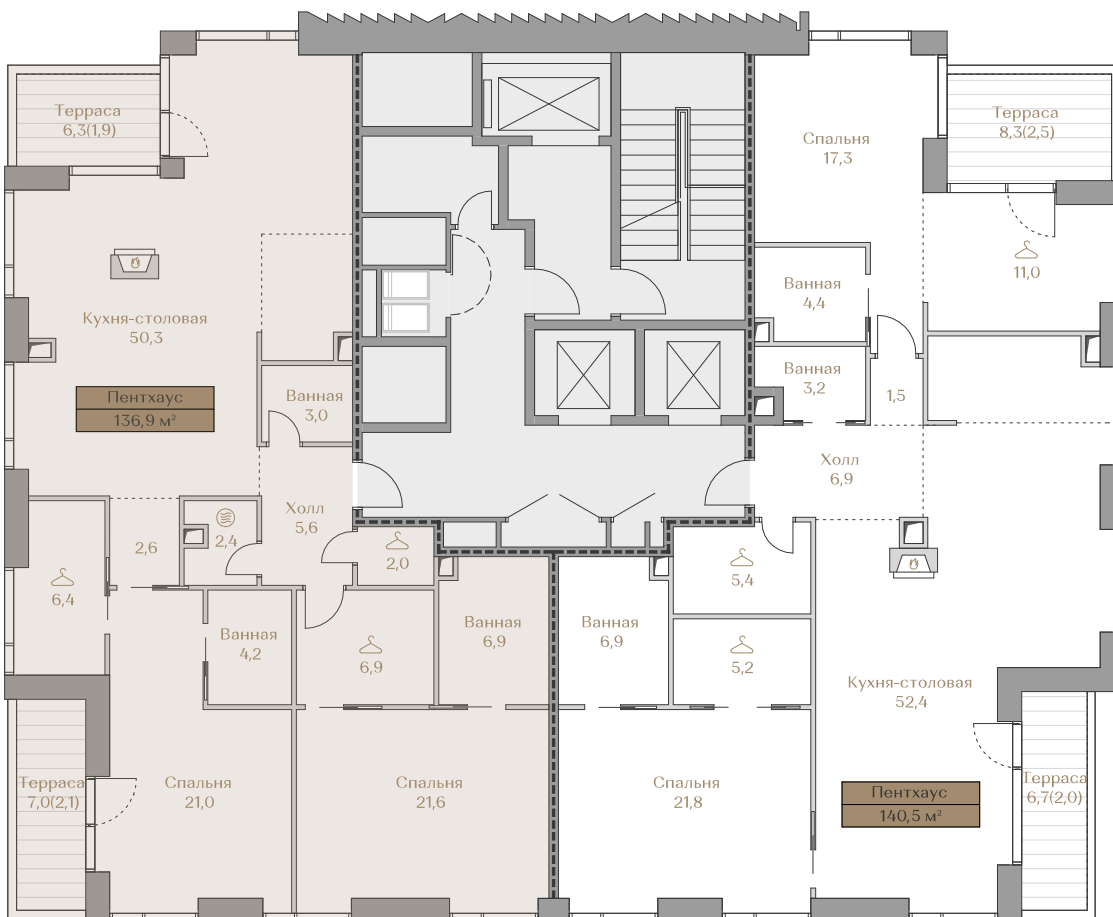 Терраса
6,3(1,9)
Кухня-столовая
50,3
Пентхаус
136,9 м²
Ванная
3,0
Холл
5,6
2,4
2,6
6,4
2,0
Ванная
4,2
6,9
Ванная
6,9
Терраса
7,0(2,1)
Спальня
21,0
Спальня
21,6
Спальня
17,3
Терраса
8,3(2,5)
11,0
Ванная
4,4
Ванная
3,2
1,5
Холл
6,9
5,4
Ванная
6,9
5,2
Кухня-столовая
52,4
Спальня
21,8
Пентхаус
140,5 м²
Терраса
6,7(2,0)